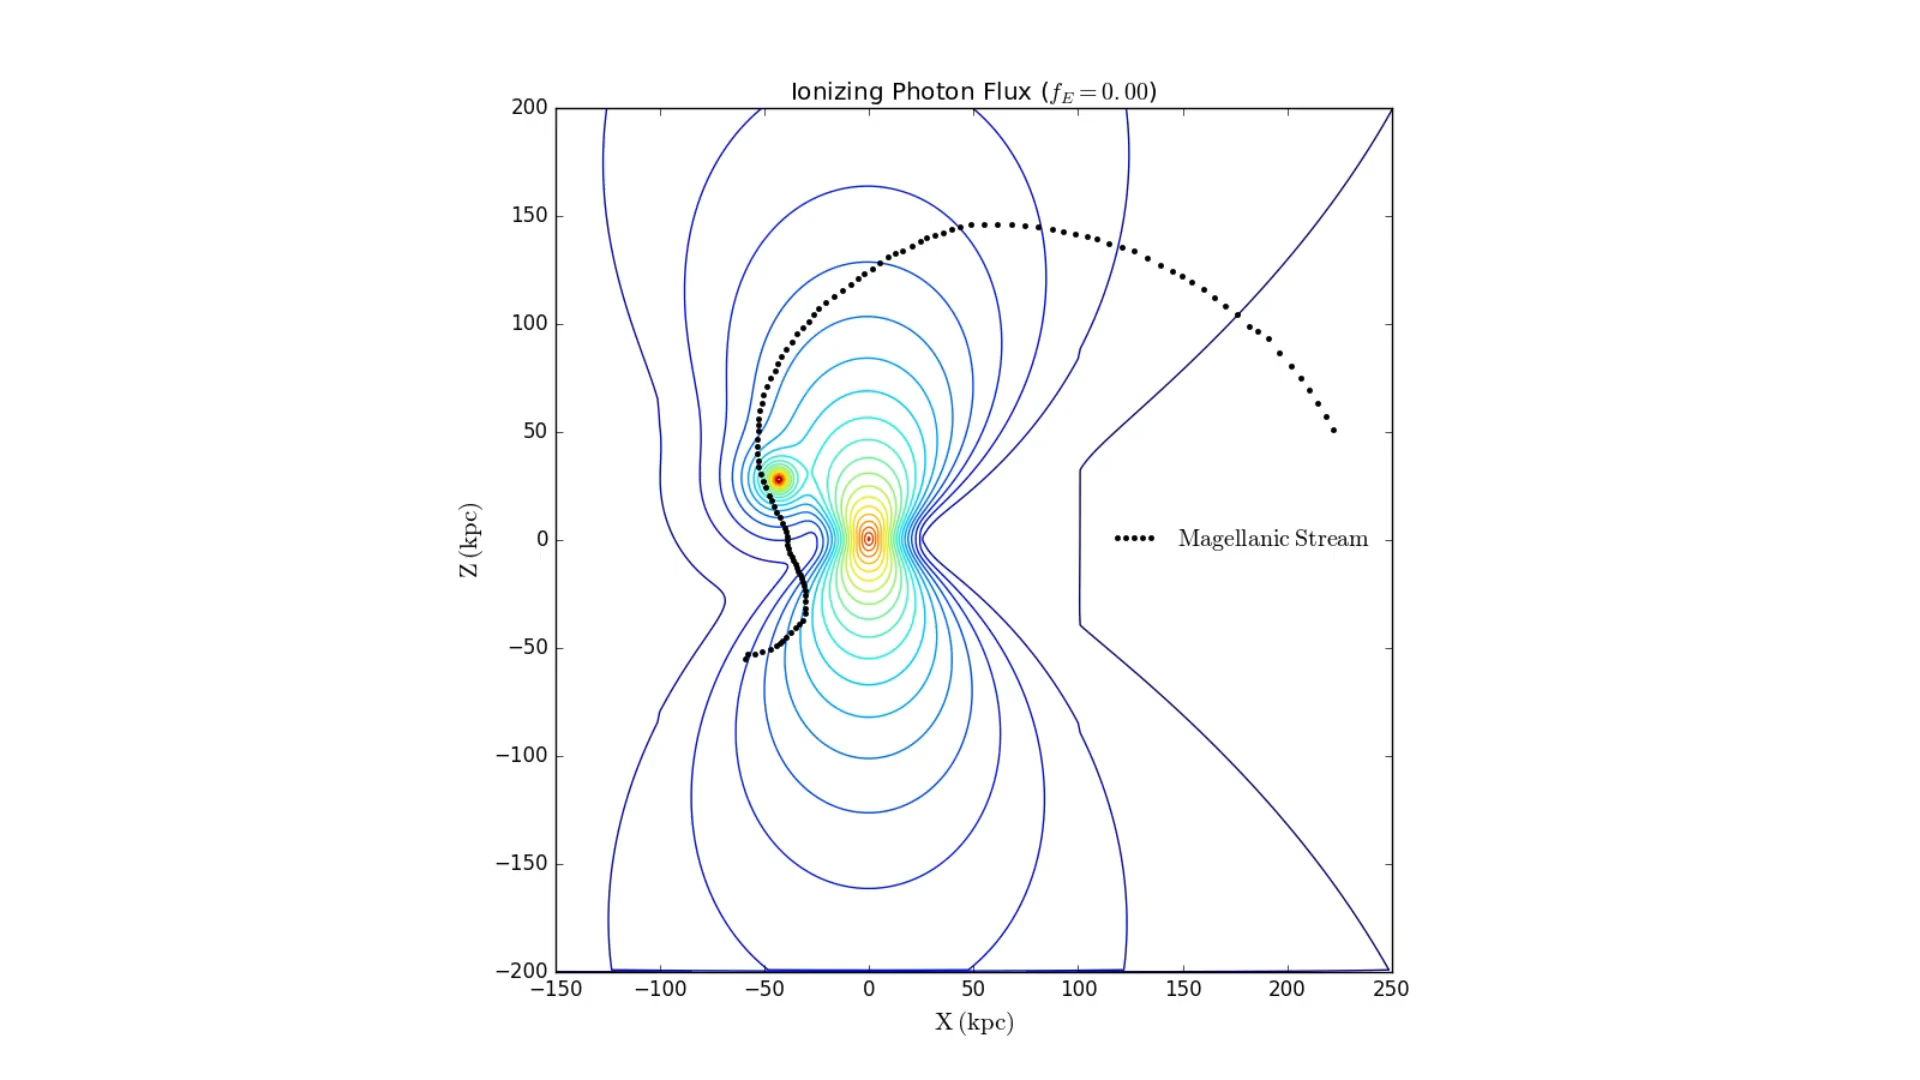 Ionizing Photon Flux (f_E = 0.00)
200
150
100
50
0
−50
−100
−150
−200
Z (kpc)
Magellanic Stream
−150 −100 −50 0 50 100 150 200 250
X (kpc)